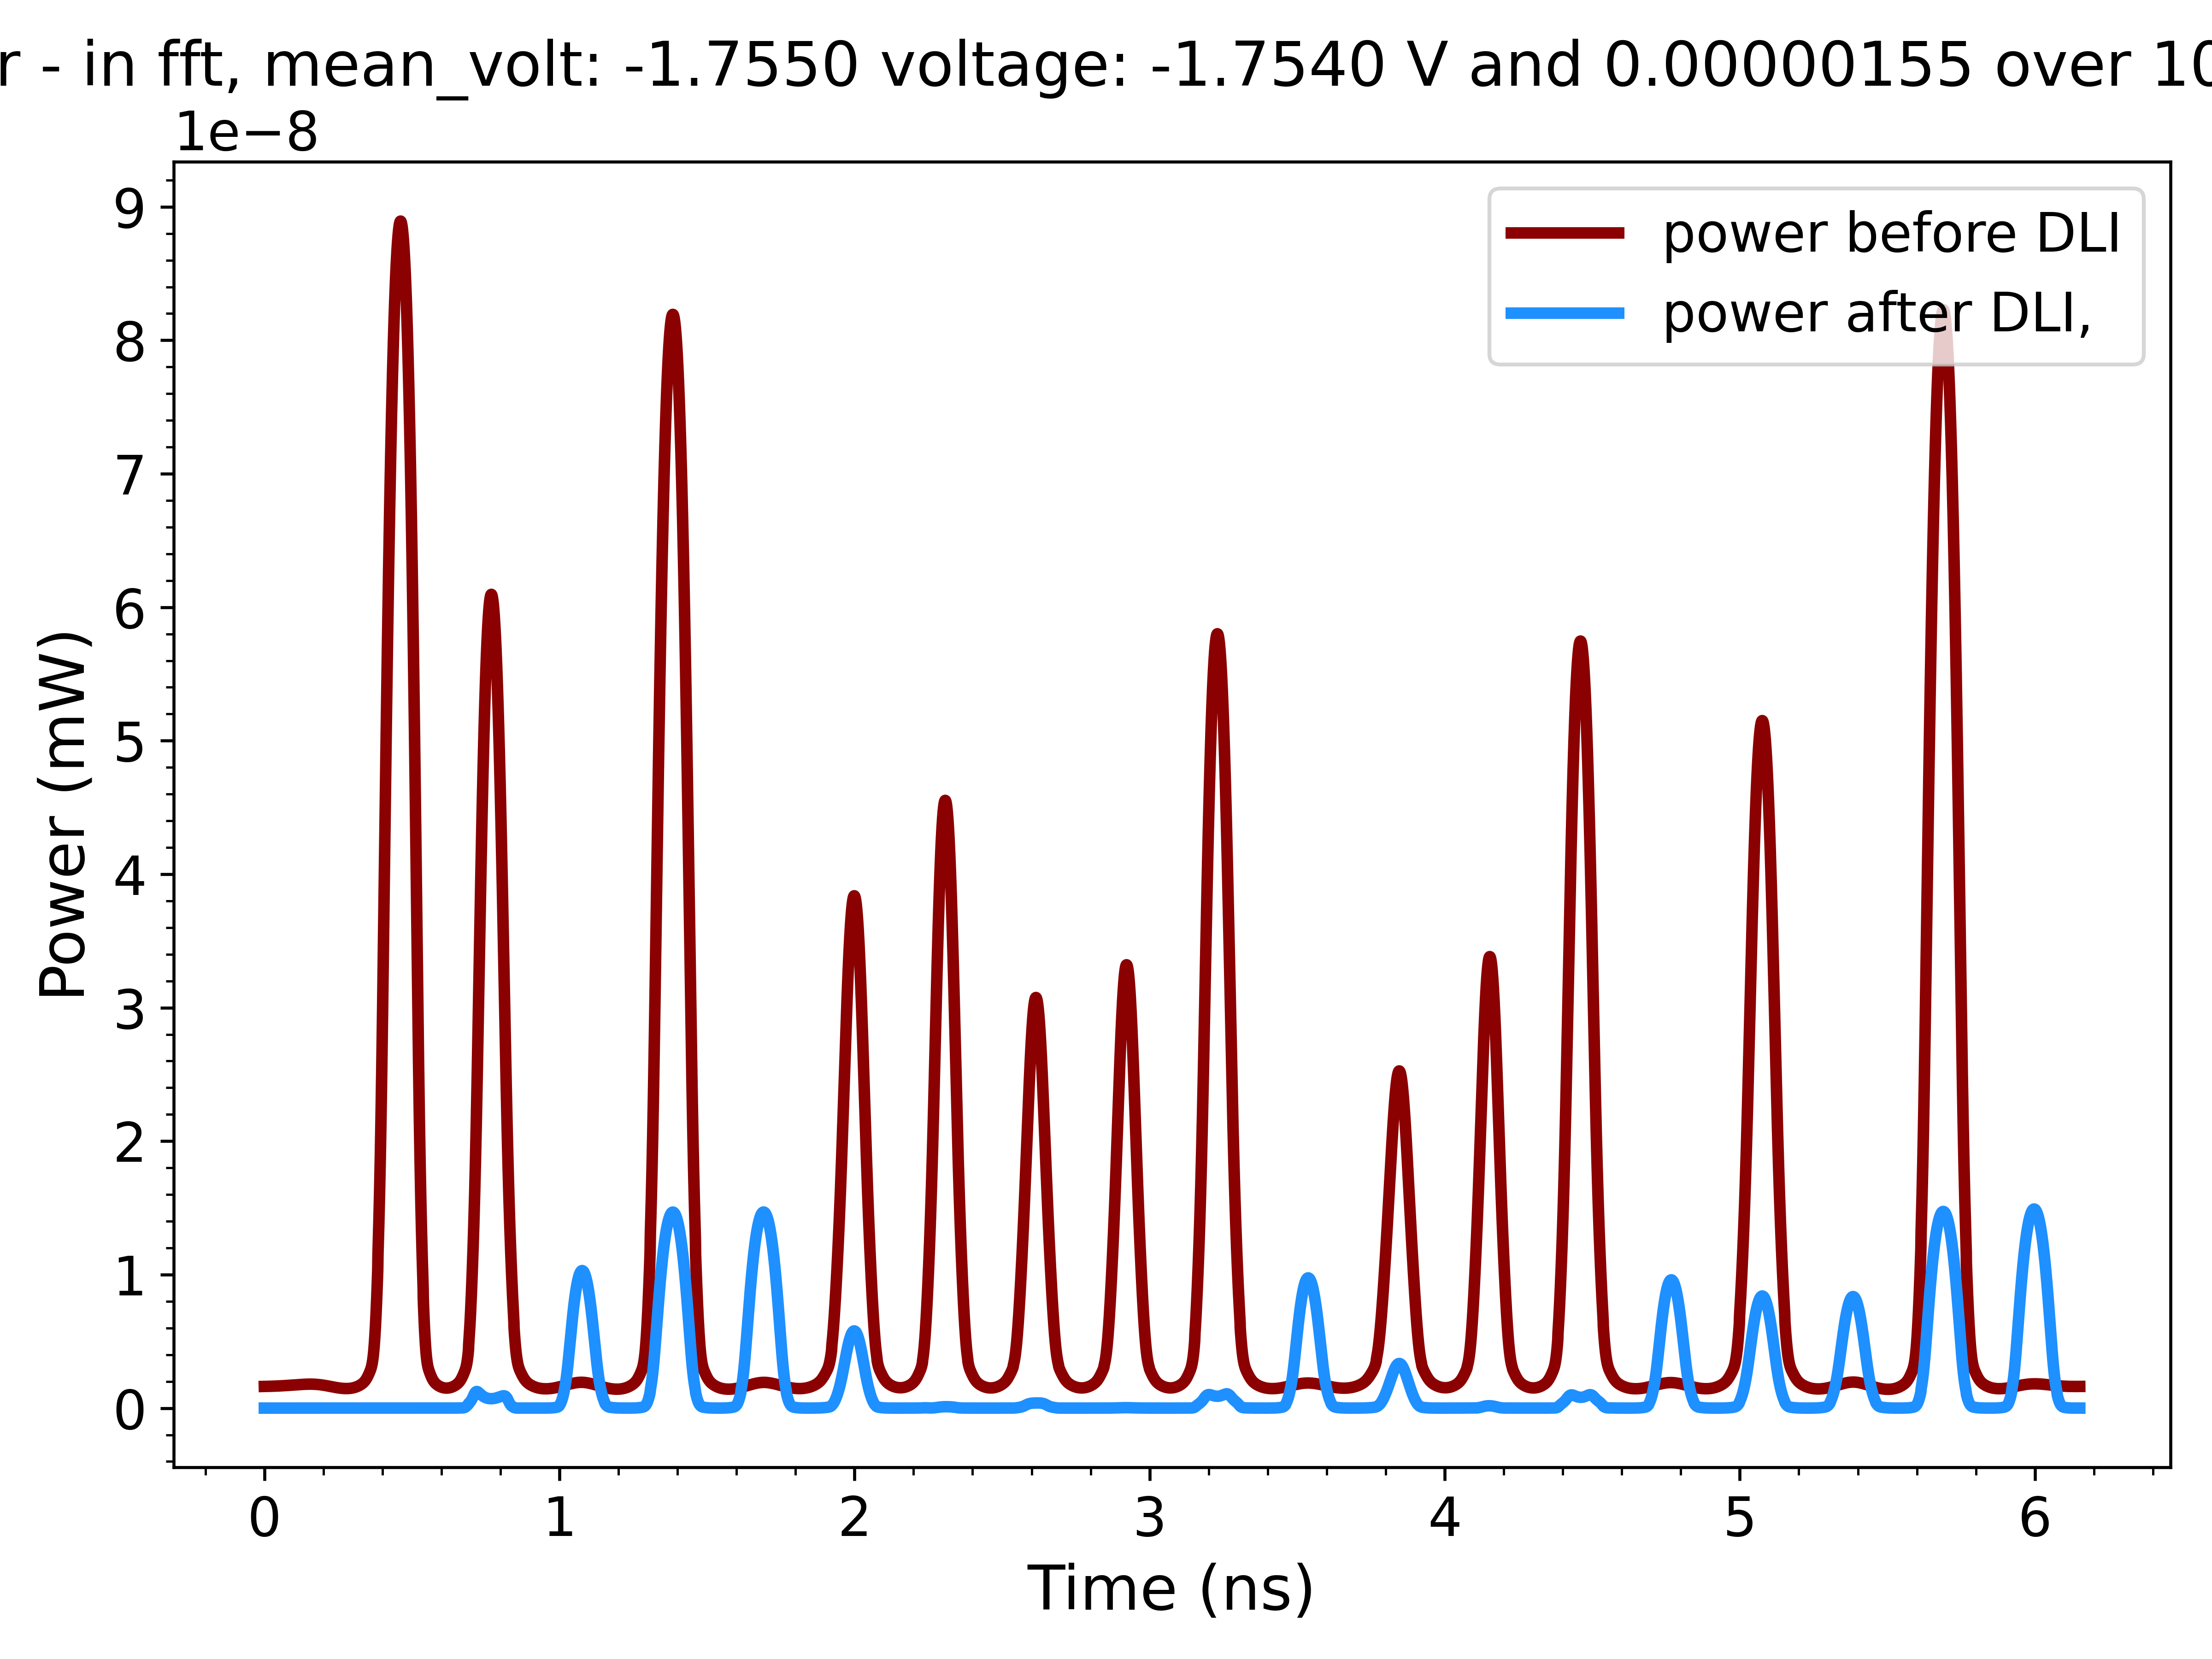 r - in fft, mean_volt: -1.7550 voltage: -1.7540 V and 0.00000155 over 10
1e−8
power before DLI
power after DLI,
9
8
7
6
5
4
3
2
1
0
Power (mW)
0 1 2 3 4 5 6
Time (ns)